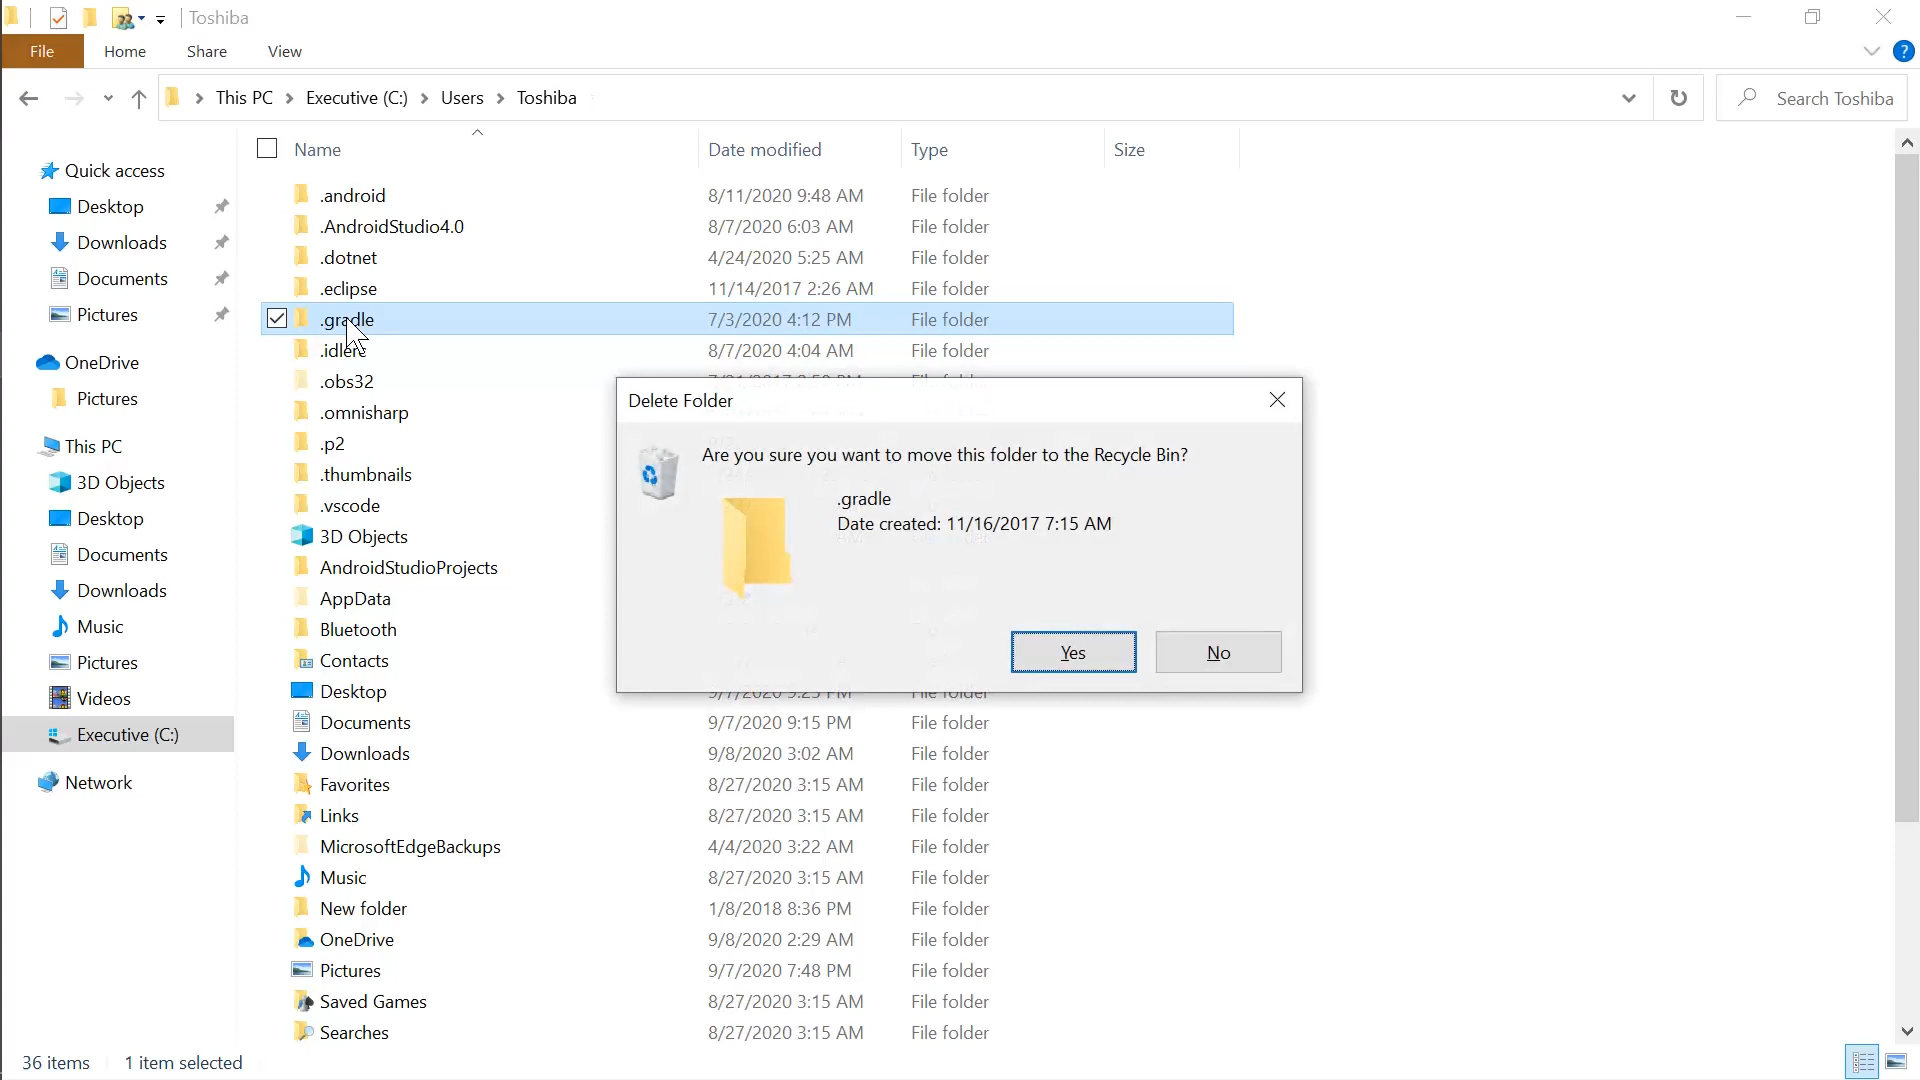 Toshiba
File Home Share View
This PC Executive (C:) Users Toshiba
Search Toshiba
Name Date modified Type Size
Quick access
Desktop
Downloads
Documents
Pictures
OneDrive
Pictures
This PC
3D Objects
Desktop
Documents
Downloads
Music
Pictures
Videos
Executive (C:)
Network
.android 8/11/2020 9:48 AM File folder
.AndroidStudio4.0 8/7/2020 6:03 AM File folder
.dotnet 4/24/2020 5:25 AM File folder
.eclipse 11/14/2017 2:26 AM File folder
.gradle 7/3/2020 4:12 PM File folder
.idlerc 8/7/2020 4:04 AM File folder
.obs32
.omnisharp
.p2
.thumbnails
.vscode
3D Objects
AndroidStudioProjects
AppData
Bluetooth
Contacts
Desktop 9/7/2020 9:25 PM File folder
Documents 9/7/2020 9:15 PM File folder
Downloads 9/8/2020 3:02 AM File folder
Favorites 8/27/2020 3:15 AM File folder
Links 8/27/2020 3:15 AM File folder
MicrosoftEdgeBackups 4/4/2020 3:22 AM File folder
Music 8/27/2020 3:15 AM File folder
New folder 1/8/2018 8:36 PM File folder
OneDrive 9/8/2020 2:29 AM File folder
Pictures 9/7/2020 7:48 PM File folder
Saved Games 8/27/2020 3:15 AM File folder
Searches 8/27/2020 3:15 AM File folder
Delete Folder
Are you sure you want to move this folder to the Recycle Bin?
.gradle
Date created: 11/16/2017 7:15 AM
Yes No
36 items 1 item selected